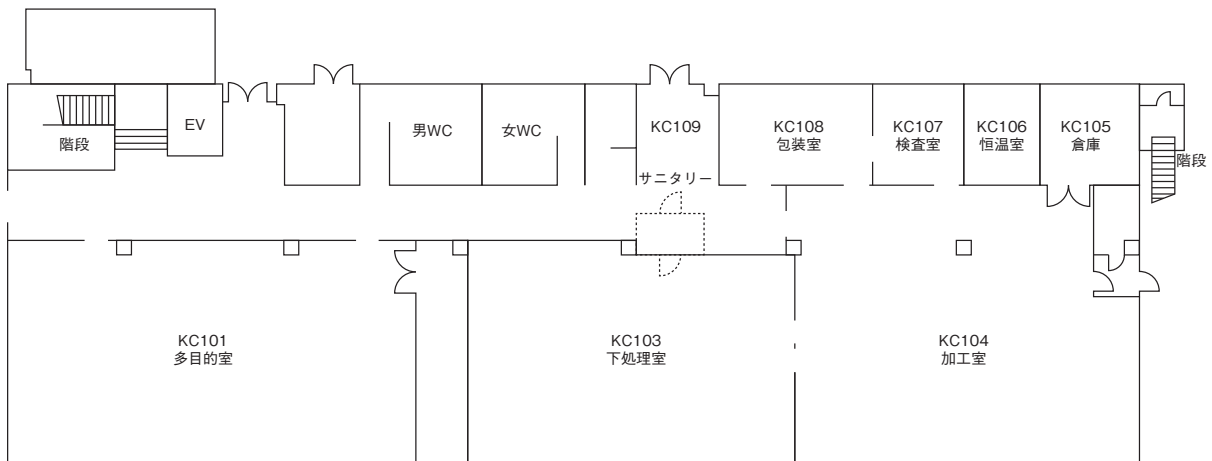 階段
EV
男WC
女WC
KC109
KC108
包装室
KC107
検査室
KC106
恒温室
KC105
倉庫
階段
サニタリー
KC101
多目的室
KC103
下処理室
KC104
加工室